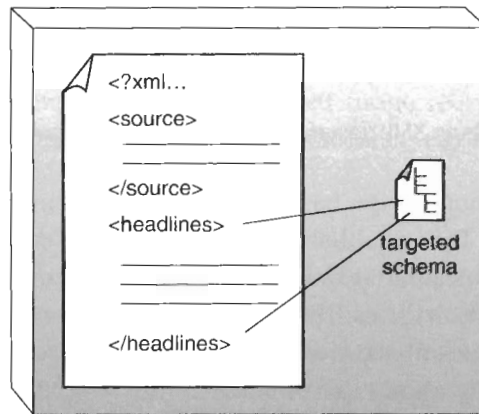 <?xml...
<source>
</source>
<headlines>
targeted
schema
</headlines>